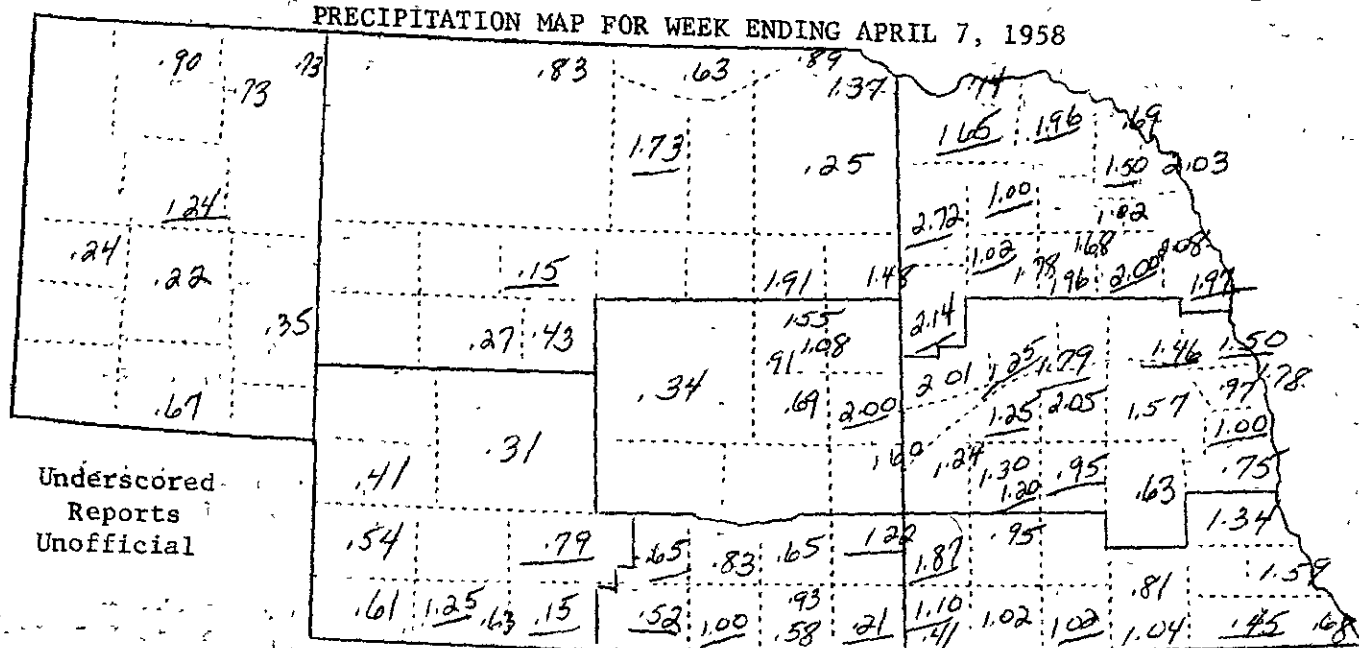 PRECIPITATION MAP FOR WEEK ENDING APRIL 7, 1958
.90 .73 .73 .83 .63 .89 1.37 .74
1.65 1.96 .69
1.73 .25 1.50 2.03
1.24 2.72 1.00 1.02
.24 .22 .15 1.91 1.48 1.02 1.78 1.68 1.96 2.00 2.08 1.97
.35 .27 .43 1.55 .91 1.08 2.14
.34 2.01 1.25 1.79 1.46 1.50
.67 .69 2.00 1.25 2.05 1.57 .97 1.78
1.00
.41 .31 1.60 1.24 1.30 .95 .63 .75
1.20
Underscored
Reports
Unofficial
.54 .79 .65 .83 .65 1.22 1.87 .95 1.34
.61 1.25 .63 .15 .52 1.00 .93 .58 .21 1.10 .41 1.02 1.02 .81 1.04 1.59 .45 .68